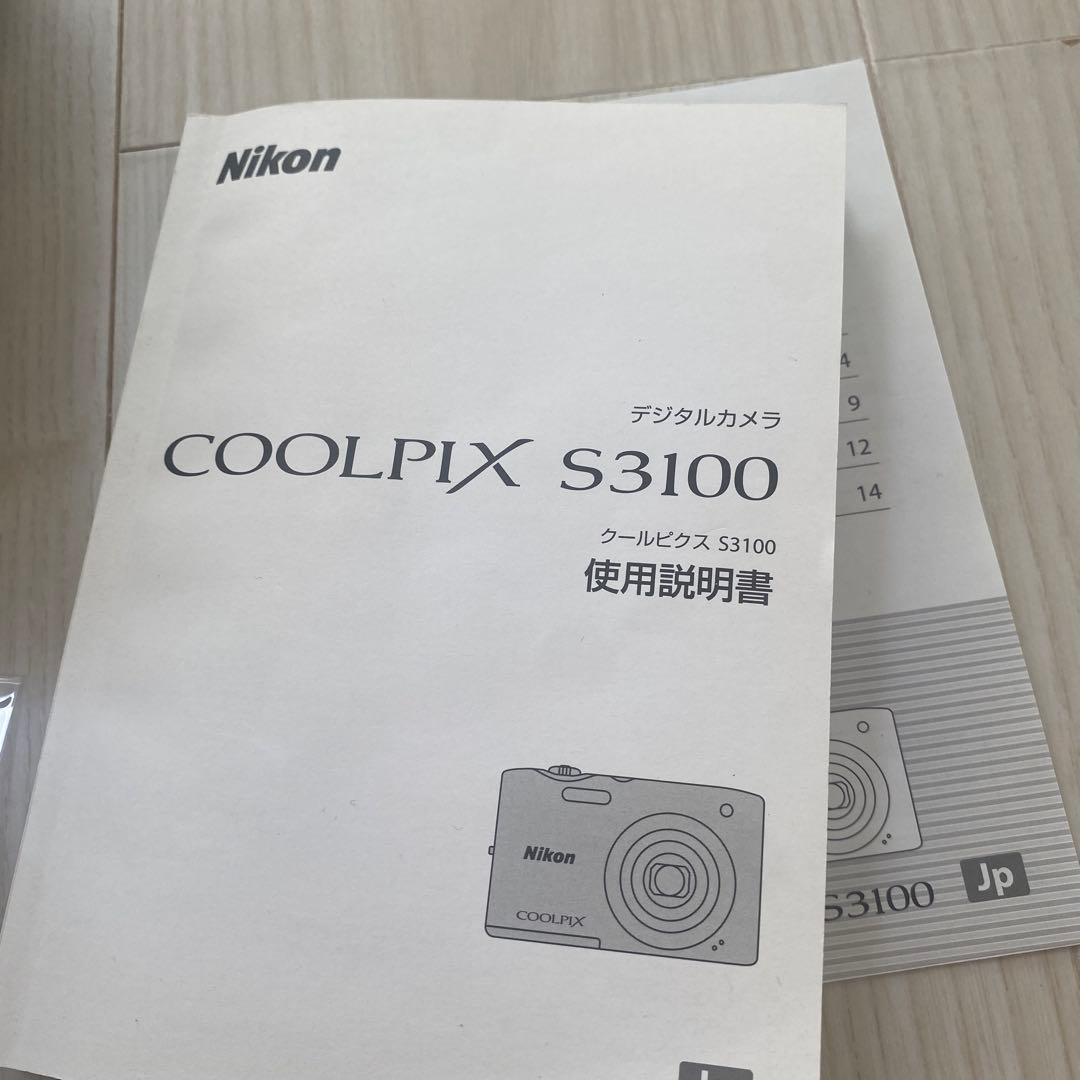 Nikon
デジタルカメラ
COOLPIX S3100
クールピクス S3100
使用説明書
Nikon
COOLPIX
4
9
12
14
S3100
Jp